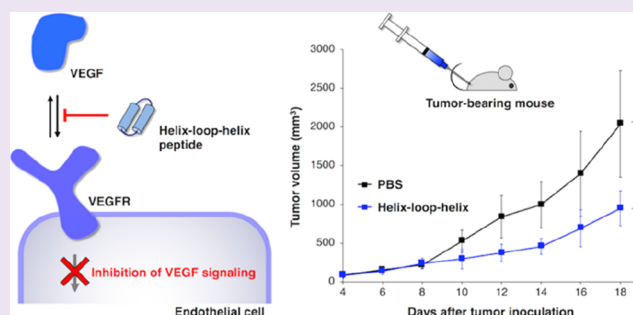 VEGF
Helix-loop-helix
peptide
VEGFR
Inhibition of VEGF signaling
Endothelial cell
Tumor-bearing mouse
Tumor volume (mm³)
3000
2500
2000
1500
1000
500
0
PBS
Helix-loop-helix
4 6 8 10 12 14 16 18
Days after tumor inoculation